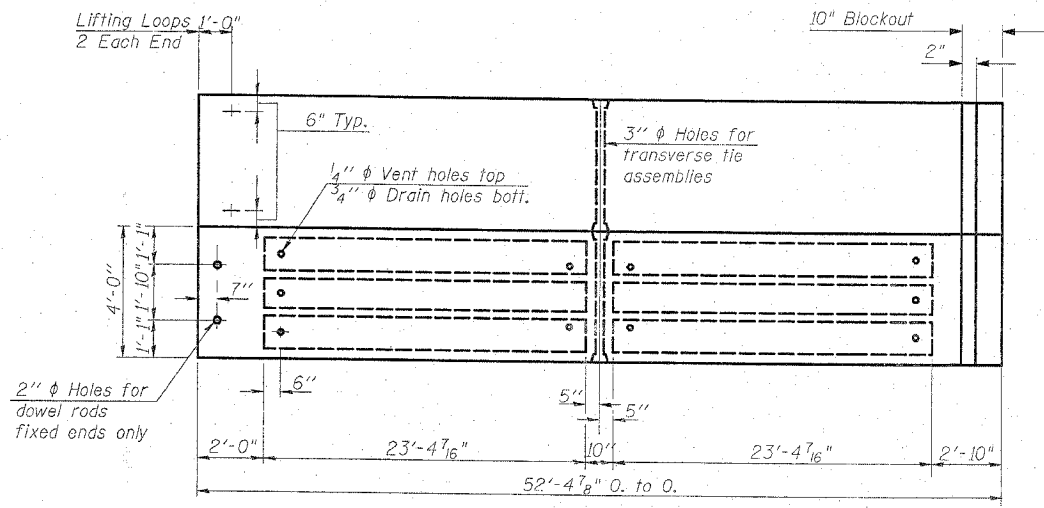 Lifting Loops
2 Each End
1'-0"
10" Blockout
2"
6" Typ.
1/4" ϕ Vent holes top
3/4" ϕ Drain holes bott.
3" ϕ Holes for
transverse tie
assemblies
4'-0"
1'-1"
1'-10"
1'-1"
7"
2" ϕ Holes for
dowel rods
fixed ends only
6"
5"
5"
2'-0"
23'-4 7/16"
10"
23'-4 7/16"
2'-10"
52'-4 7/8" O. to O.